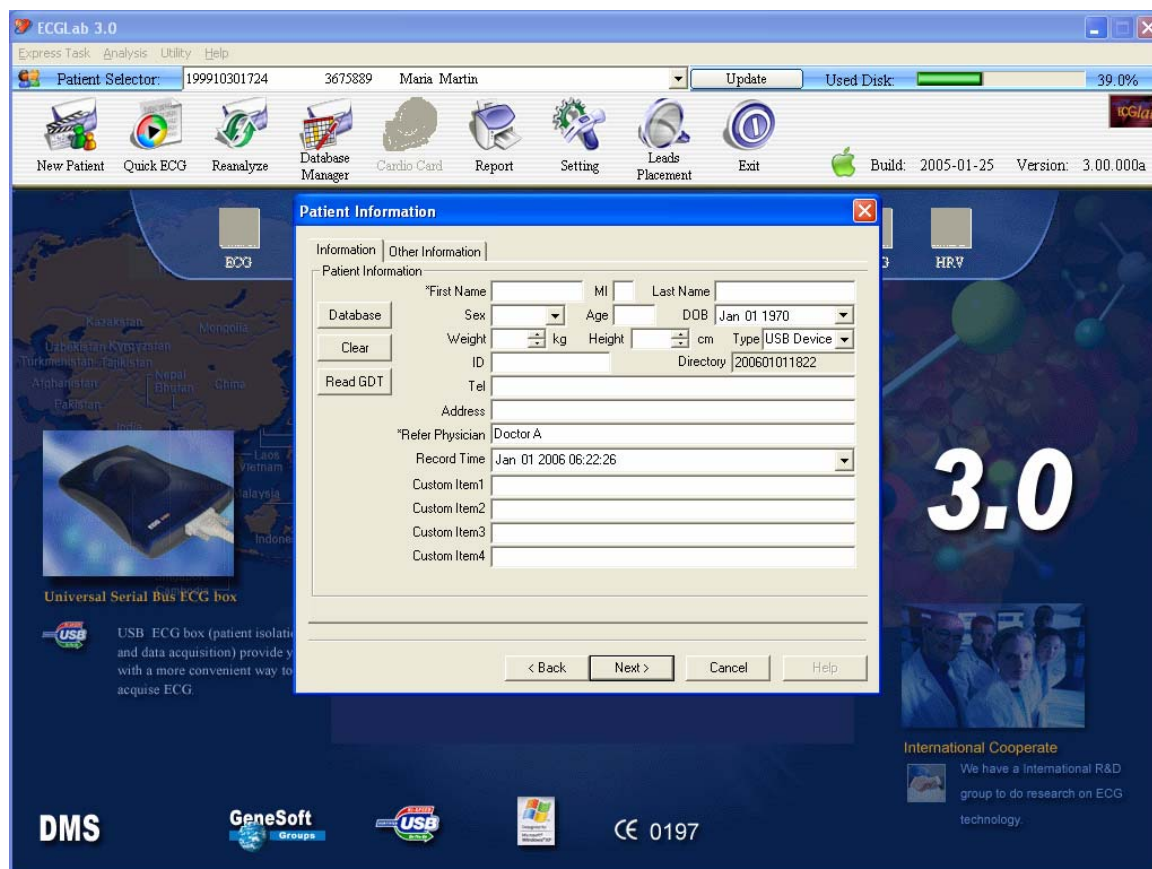 ECGLab 3.0
Express Task Analysis Utility Help
Patient Selector: 199910301724 3675889 Maria Martin Update Used Disk: 39.0%
New Patient Quick ECG Reanalyze Database Manager Cardio Card Report Setting Leads Placement Exit Build: 2005-01-25 Version: 3.00.000a
ECG
HRV
Patient Information
Information Other Information
Patient Information
*First Name MI Last Name
Database Sex Age DOB Jan 01 1970
Clear Weight kg Height cm Type USB Device
ID Directory 200601011822
Read GDT Tel
Address
*Refer Physician Doctor A
Record Time Jan 01 2006 06:22:26
Custom Item1
Custom Item2
Custom Item3
Custom Item4
< Back Next > Cancel Help
Kazakstan
Mongolia
Uzbekistan Kyrgyzstan
Turkmenistan Tajikistan
Nepal
Afghanistan Bhutan China
Pakistan
India
Laos
Vietnam
Malaysia
3.0
Universal Serial Bus ECG box
USB
USB ECG box (patient isolati
and data acquisition) provide y
with a more convenient way to
acquise ECG.
International Cooperate
We have a International R&D
group to do research on ECG
technology.
DMS
GeneSoft
Groups
USB
CE 0197